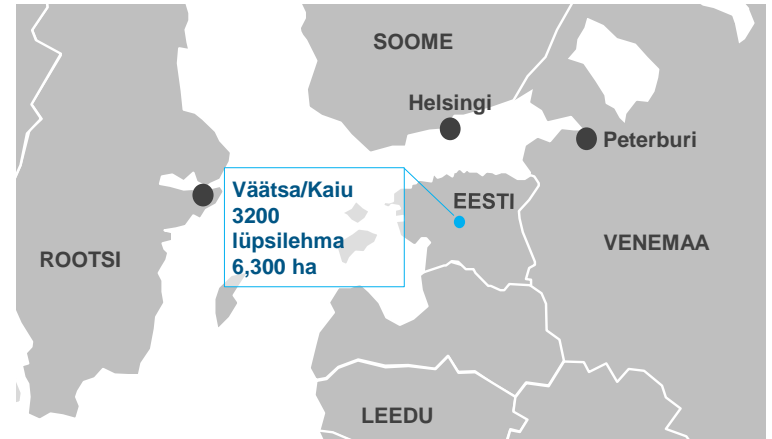 SOOME
Helsingi
Peterburi
Väätsa/Kaiu
3200
lüpsilehma
6,300 ha
EESTI
VENEMAA
ROOTSI
LEEDU